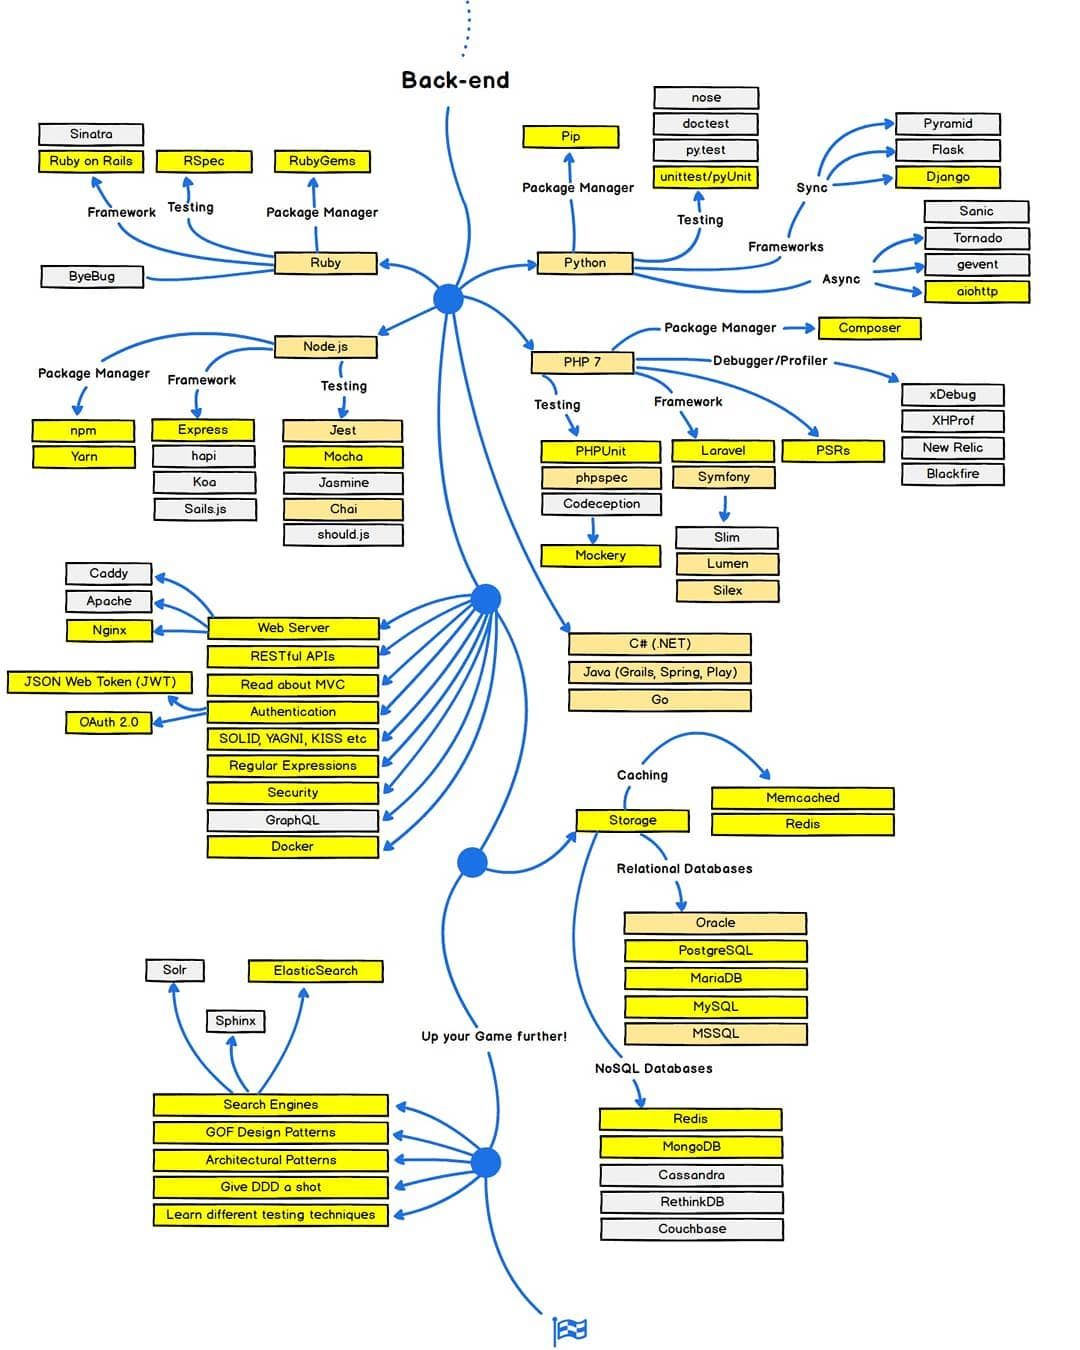 Back-end
Sinatra
Ruby on Rails
RSpec
RubyGems
Framework
Testing
Package Manager
Ruby
ByeBug
Pip
Package Manager
nose
doctest
py.test
unittest/pyUnit
Testing
Python
Pyramid
Flask
Django
Sync
Frameworks
Async
Sanic
Tornado
gevent
aiohttp
Node.js
Package Manager
Framework
Testing
npm
Yarn
Express
hapi
Koa
Sails.js
Jest
Mocha
Jasmine
Chai
should.js
PHP 7
Package Manager
Composer
Debugger/Profiler
xDebug
XHProf
New Relic
Blackfire
Testing
Framework
PHPUnit
phpspec
Codeception
Mockery
Laravel
Symfony
Slim
Lumen
Silex
PSRs
C# (.NET)
Java (Grails, Spring, Play)
Go
Caddy
Apache
Nginx
JSON Web Token (JWT)
OAuth 2.0
Web Server
RESTful APIs
Read about MVC
Authentication
SOLID, YAGNI, KISS etc
Regular Expressions
Security
GraphQL
Docker
Caching
Memcached
Redis
Storage
Relational Databases
Oracle
PostgreSQL
MariaDB
MySQL
MSSQL
NoSQL Databases
Redis
MongoDB
Cassandra
RethinkDB
Couchbase
Up your Game further!
Solr
Sphinx
ElasticSearch
Search Engines
GOF Design Patterns
Architectural Patterns
Give DDD a shot
Learn different testing techniques